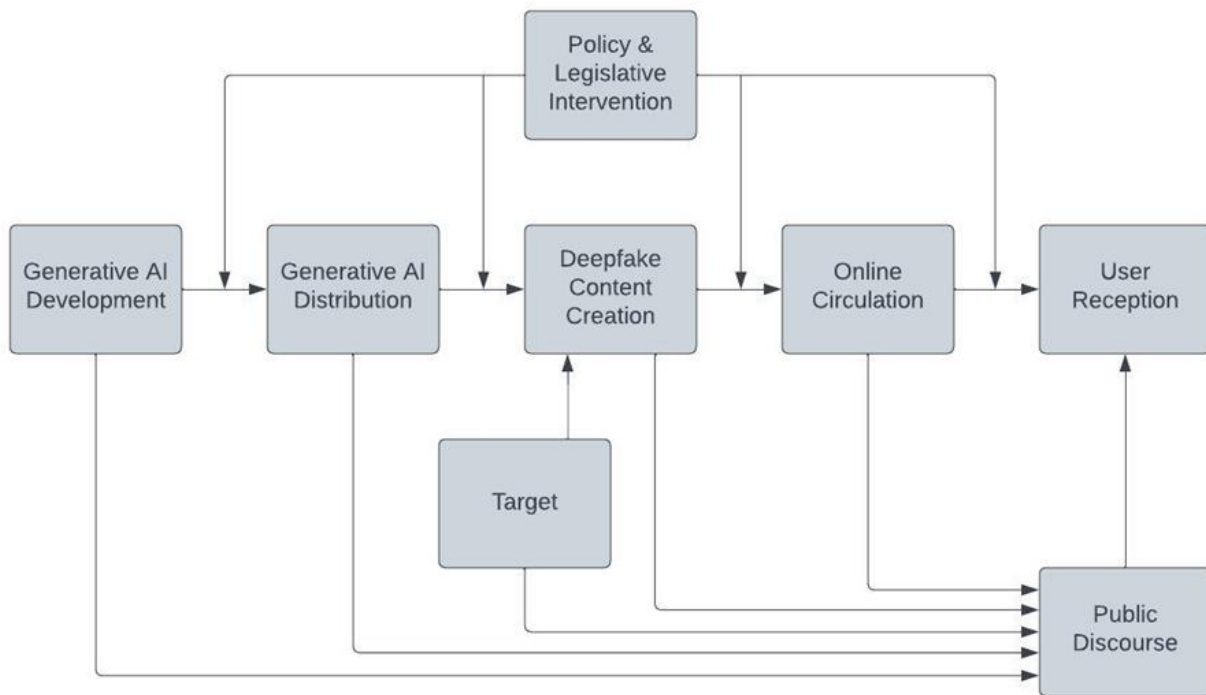 Policy &
Legislative
Intervention
Generative AI
Development
Generative AI
Distribution
Deepfake
Content
Creation
Online
Circulation
User
Reception
Target
Public
Discourse